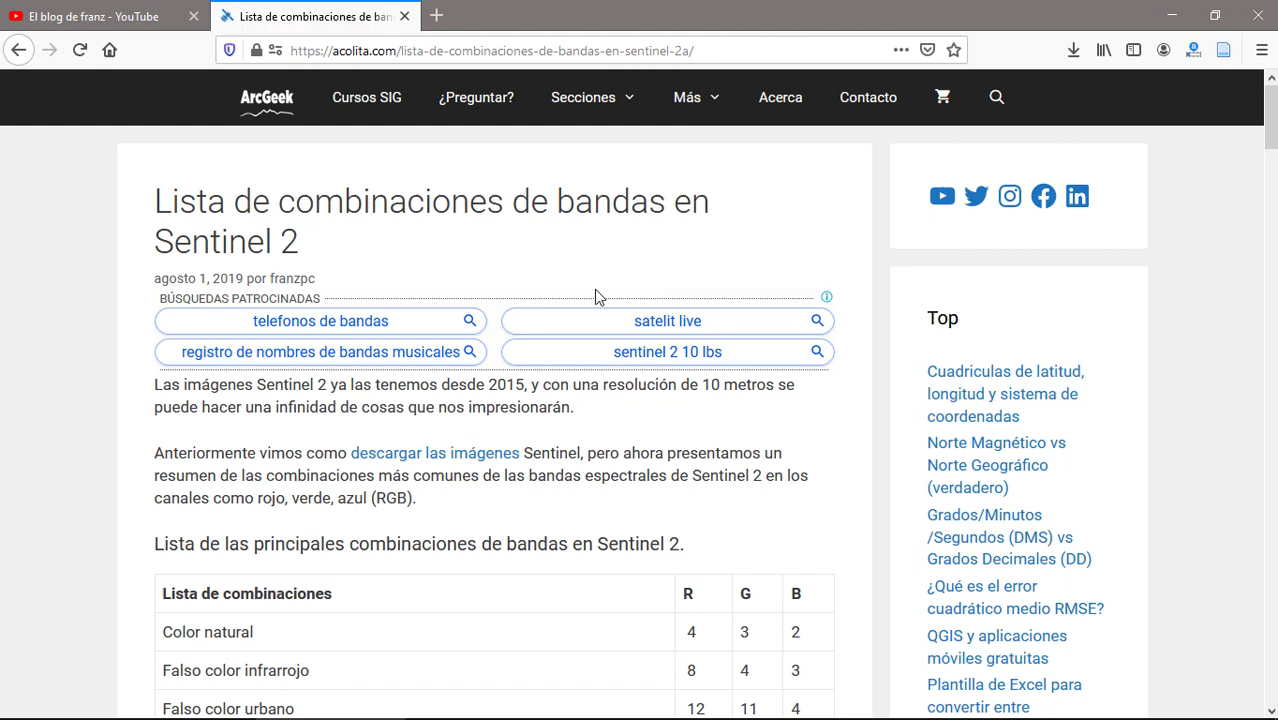 El blog de franz - YouTube
Lista de combinaciones de ban
https://acolita.com/lista-de-combinaciones-de-bandas-en-sentinel-2a/
ArcGeek
Cursos SIG
¿Preguntar?
Secciones
Más
Acerca
Contacto
Lista de combinaciones de bandas en
Sentinel 2
agosto 1, 2019 por franzpc
BÚSQUEDAS PATROCINADAS
telefonos de bandas
satelit live
registro de nombres de bandas musicales
sentinel 2 10 lbs
Las imágenes Sentinel 2 ya las tenemos desde 2015, y con una resolución de 10 metros se
puede hacer una infinidad de cosas que nos impresionarán.
Anteriormente vimos como descargar las imágenes Sentinel, pero ahora presentamos un
resumen de las combinaciones más comunes de las bandas espectrales de Sentinel 2 en los
canales como rojo, verde, azul (RGB).
Lista de las principales combinaciones de bandas en Sentinel 2.
Lista de combinaciones R G B
Color natural 4 3 2
Falso color infrarrojo 8 4 3
Falso color urbano 12 11 4
Top
Cuadriculas de latitud,
longitud y sistema de
coordenadas
Norte Magnético vs
Norte Geográfico
(verdadero)
Grados/Minutos
/Segundos (DMS) vs
Grados Decimales (DD)
¿Qué es el error
cuadrático medio RMSE?
QGIS y aplicaciones
móviles gratuitas
Plantilla de Excel para
convertir entre